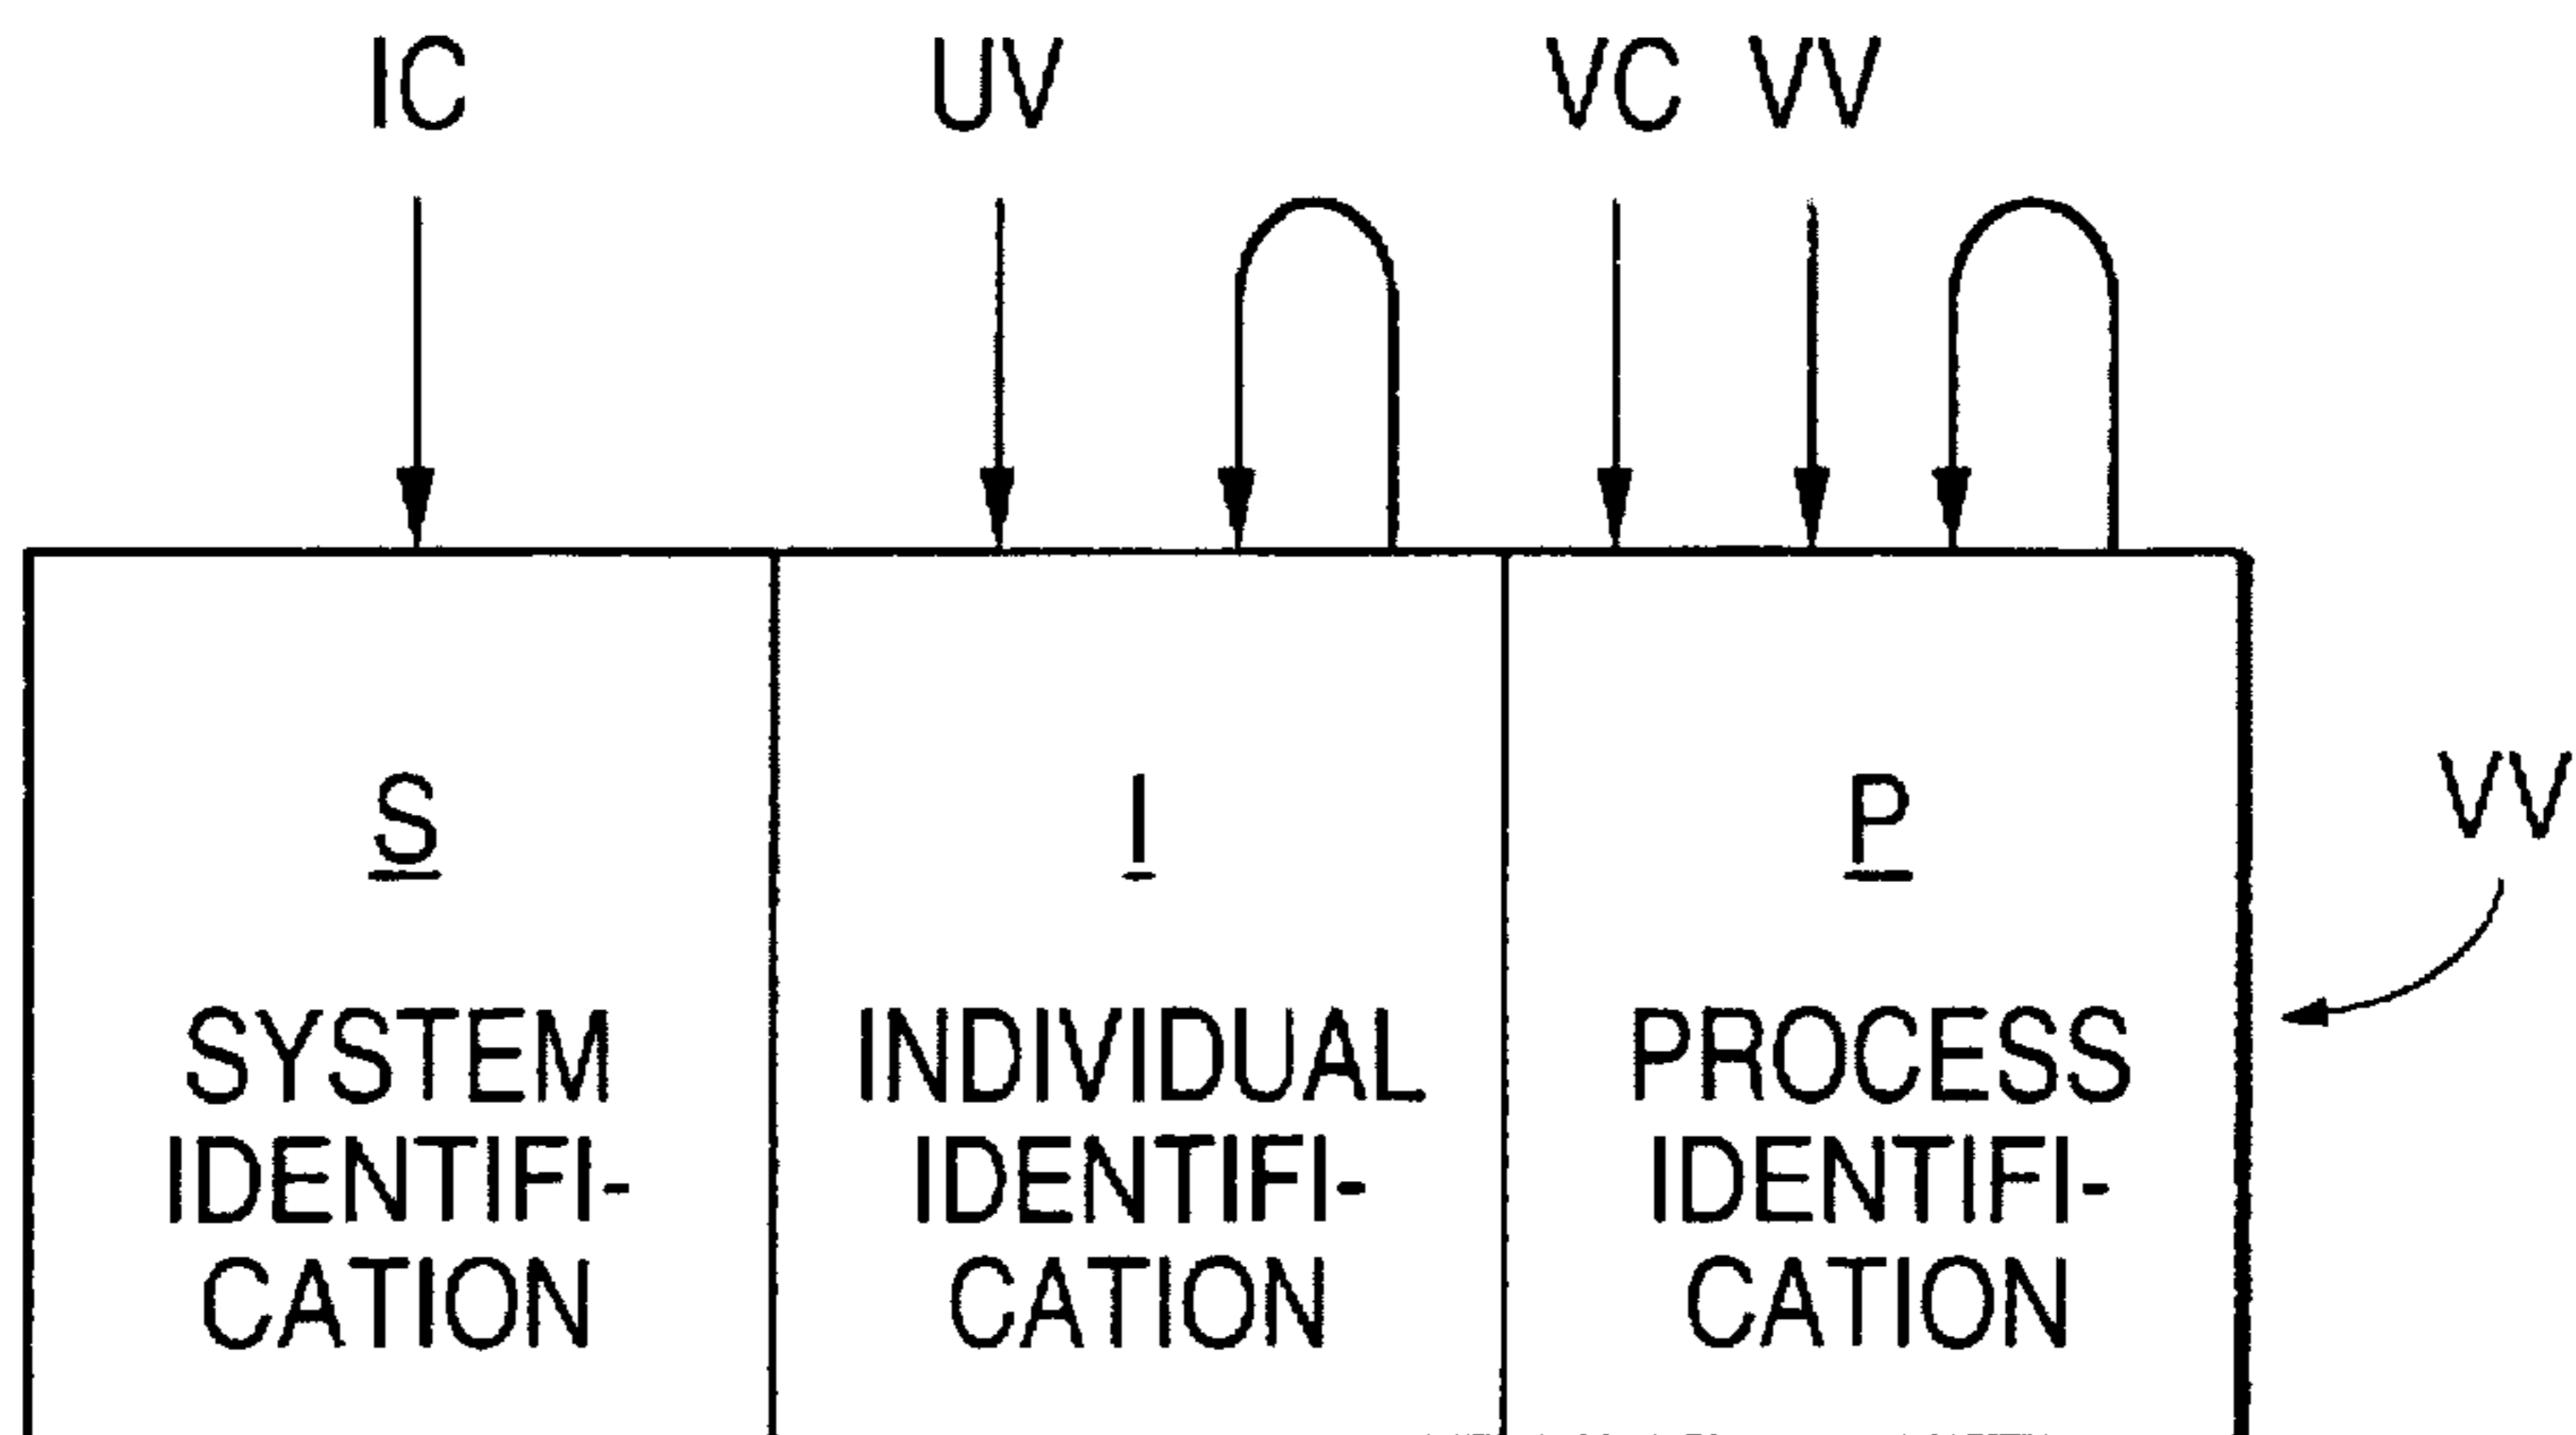 IC UV VC VV
S I P
VV
SYSTEM IDENTIFI- CATION
INDIVIDUAL IDENTIFI- CATION
PROCESS IDENTIFI- CATION